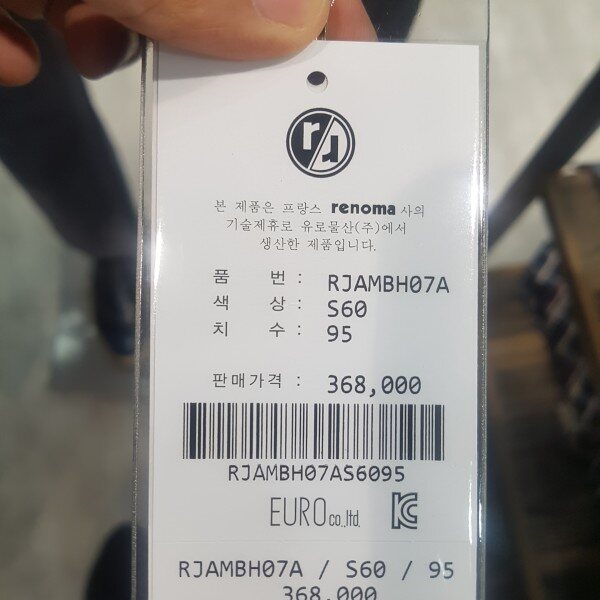 rj
본 제품은 프랑스 renoma 사의
기술제휴로 유로물산(주)에서
생산한 제품입니다.
품 번 : RJAMBH07A
색 상 : S60
치 수 : 95
판매가격 : 368,000
RJAMBH07AS6095
EURO co.,ltd.
RJAMBH07A / S60 / 95
368,000